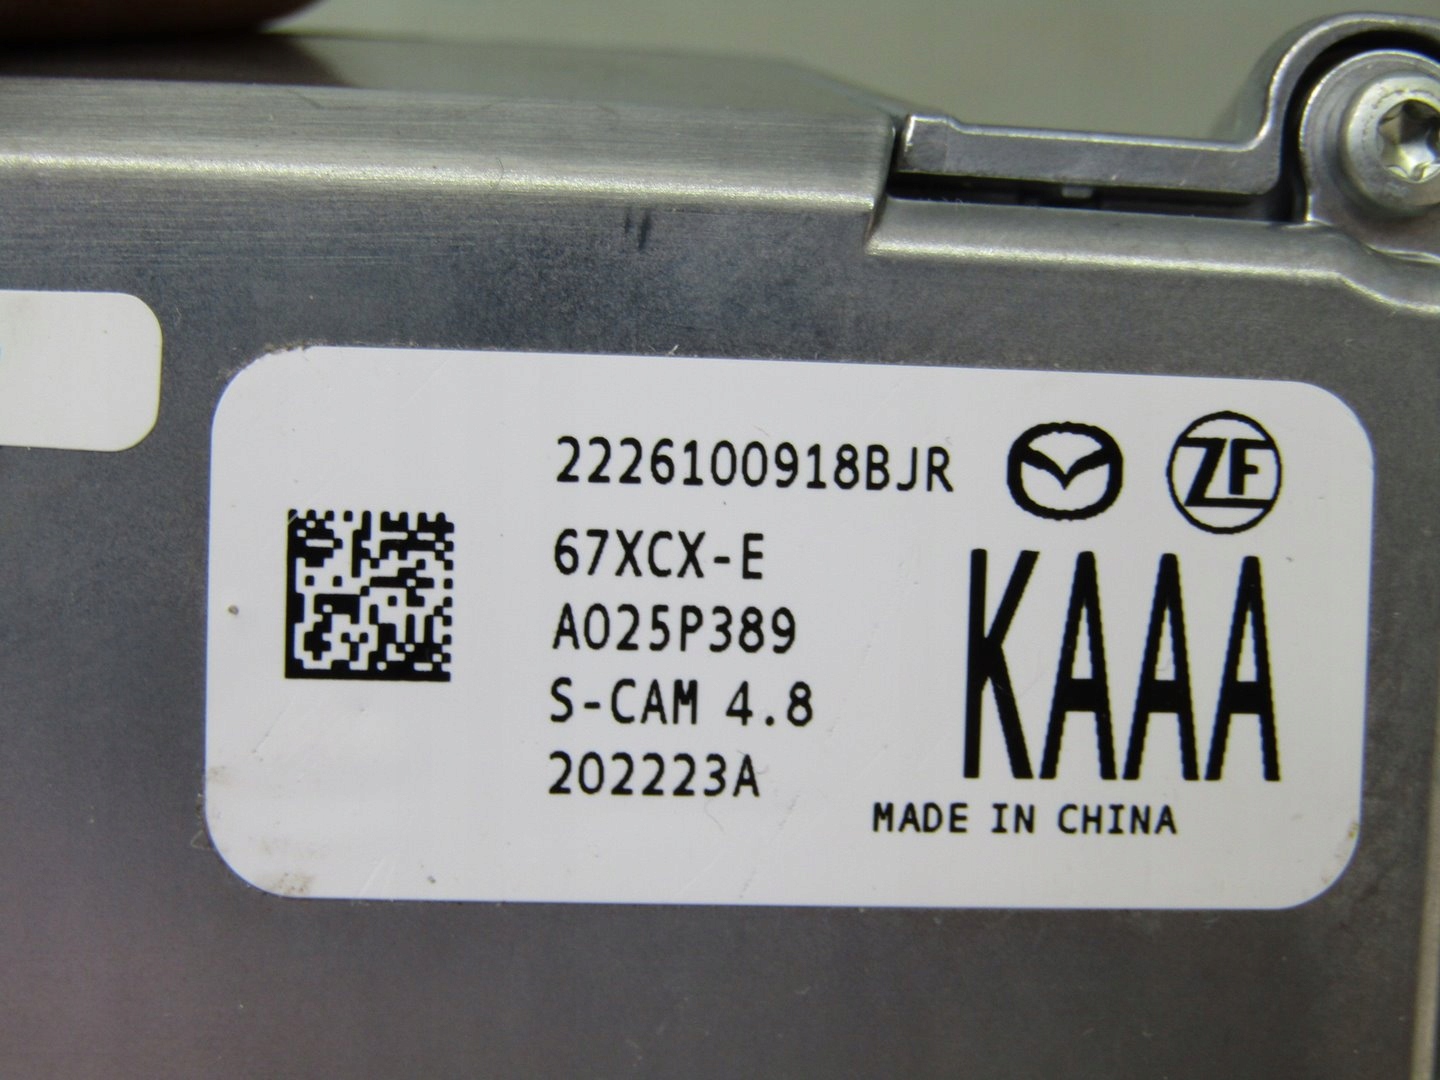 2226100918BJR
ZF
67XCX-E
A025P389
S-CAM 4.8
202223A
KAAA
MADE IN CHINA